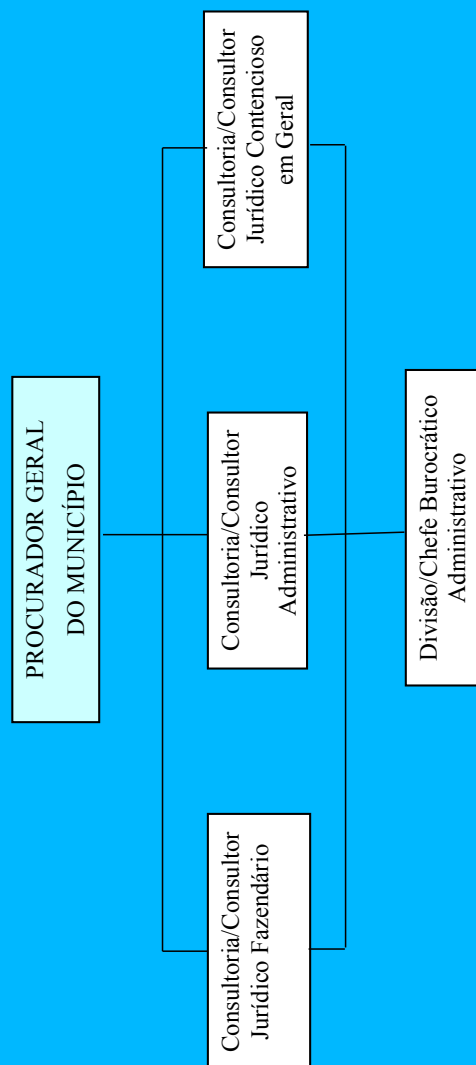 PROCURADOR GERAL
DO MUNICÍPIO
Consultoria/Consultor
Jurídico Fazendário
Consultoria/Consultor
Jurídico
Administrativo
Consultoria/Consultor
Jurídico Contencioso
em Geral
Divisão/Chefe Burocrático
Administrativo